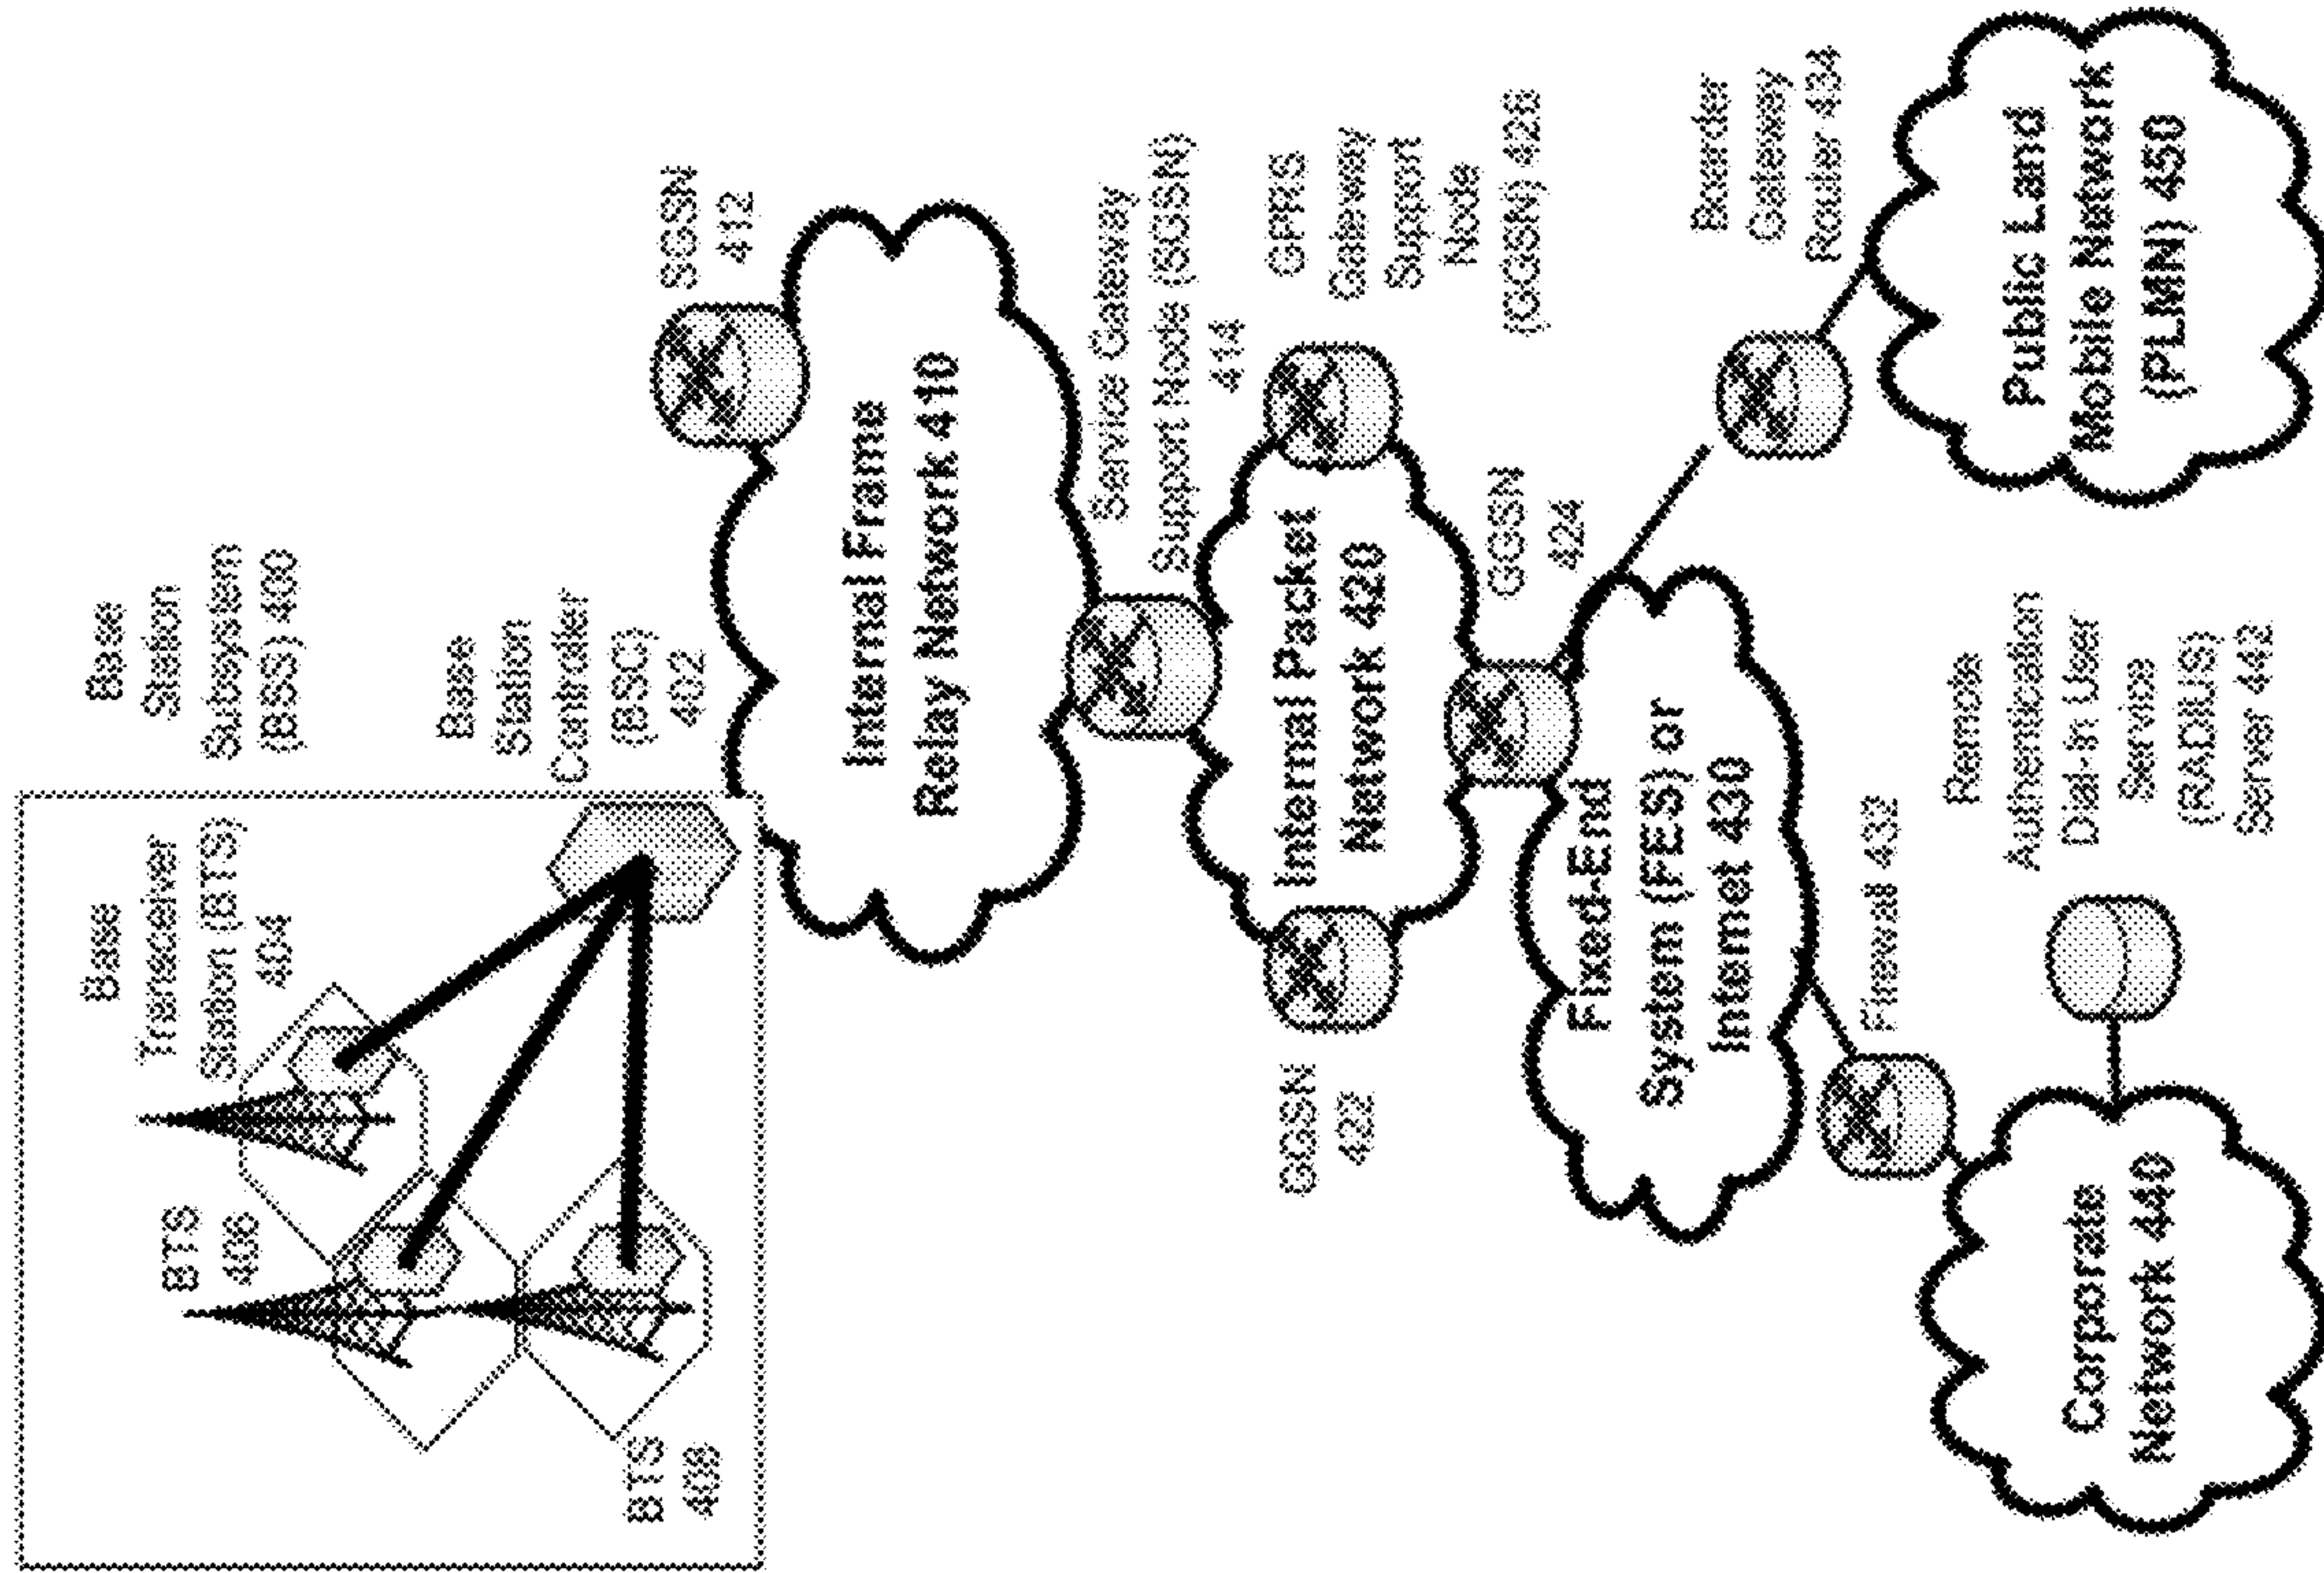 Base
Station
Subsystem
(BSS) 400
Base
Transceiver
Station (BTS)
404
BTS
406
BTS
408
Base
Station
Controller
(BSC)
402
SGSN
412
Internal Frame
Relay Network 410
Service Gateway
Support Node (SGSN)
414
GGSN
422
Internal Packet
Network 420
GPRS
Gateway
Support
Node
(GGSN) 426
GGSN
424
Fixed-End
System (FES) or
Internet 430
Boarder
Gateway
Router 434
Firewall 432
Remote
Authentication
Dial-In User
Service
(RADIUS)
Server 442
Corporate
Network 440
Public Land
Mobile Network
(PLMN) 450